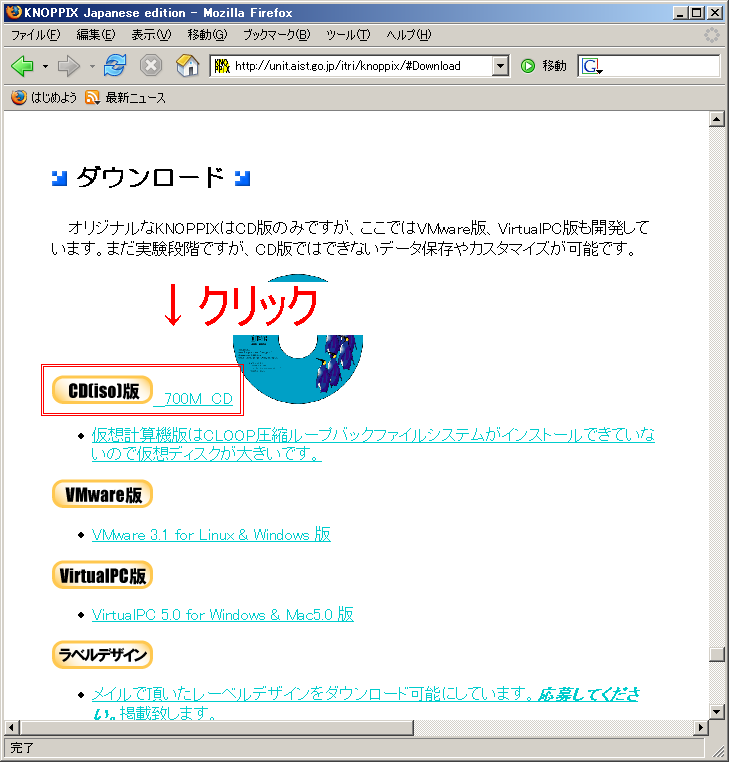 KNOPPIX Japanese edition - Mozilla Firefox
ファイル(F) 編集(E) 表示(V) 移動(G) ブックマーク(B) ツール(T) ヘルプ(H)
http://unit.aist.go.jp/itri/knoppix/#Download 移動 G
はじめよう 最新ニュース
ダウンロード
オリジナルなKNOPPIXはCD版のみですが、ここではVMware版、VirtualPC版も開発して
います。まだ実験段階ですが、CD版ではできないデータ保存やカスタマイズが可能です。
↓クリック
CD(iso)版 700M CD
仮想計算機版はCLOOP圧縮ループバックファイルシステムがインストールできていな
いので仮想ディスクが大きいです。
VMware版
VMware 3.1 for Linux & Windows 版
VirtualPC版
VirtualPC 5.0 for Windows & Mac5.0 版
ラベルデザイン
メイルで頂いたレーベルデザインをダウンロード可能にしています。応募してくださ
い。掲載致します。
完了